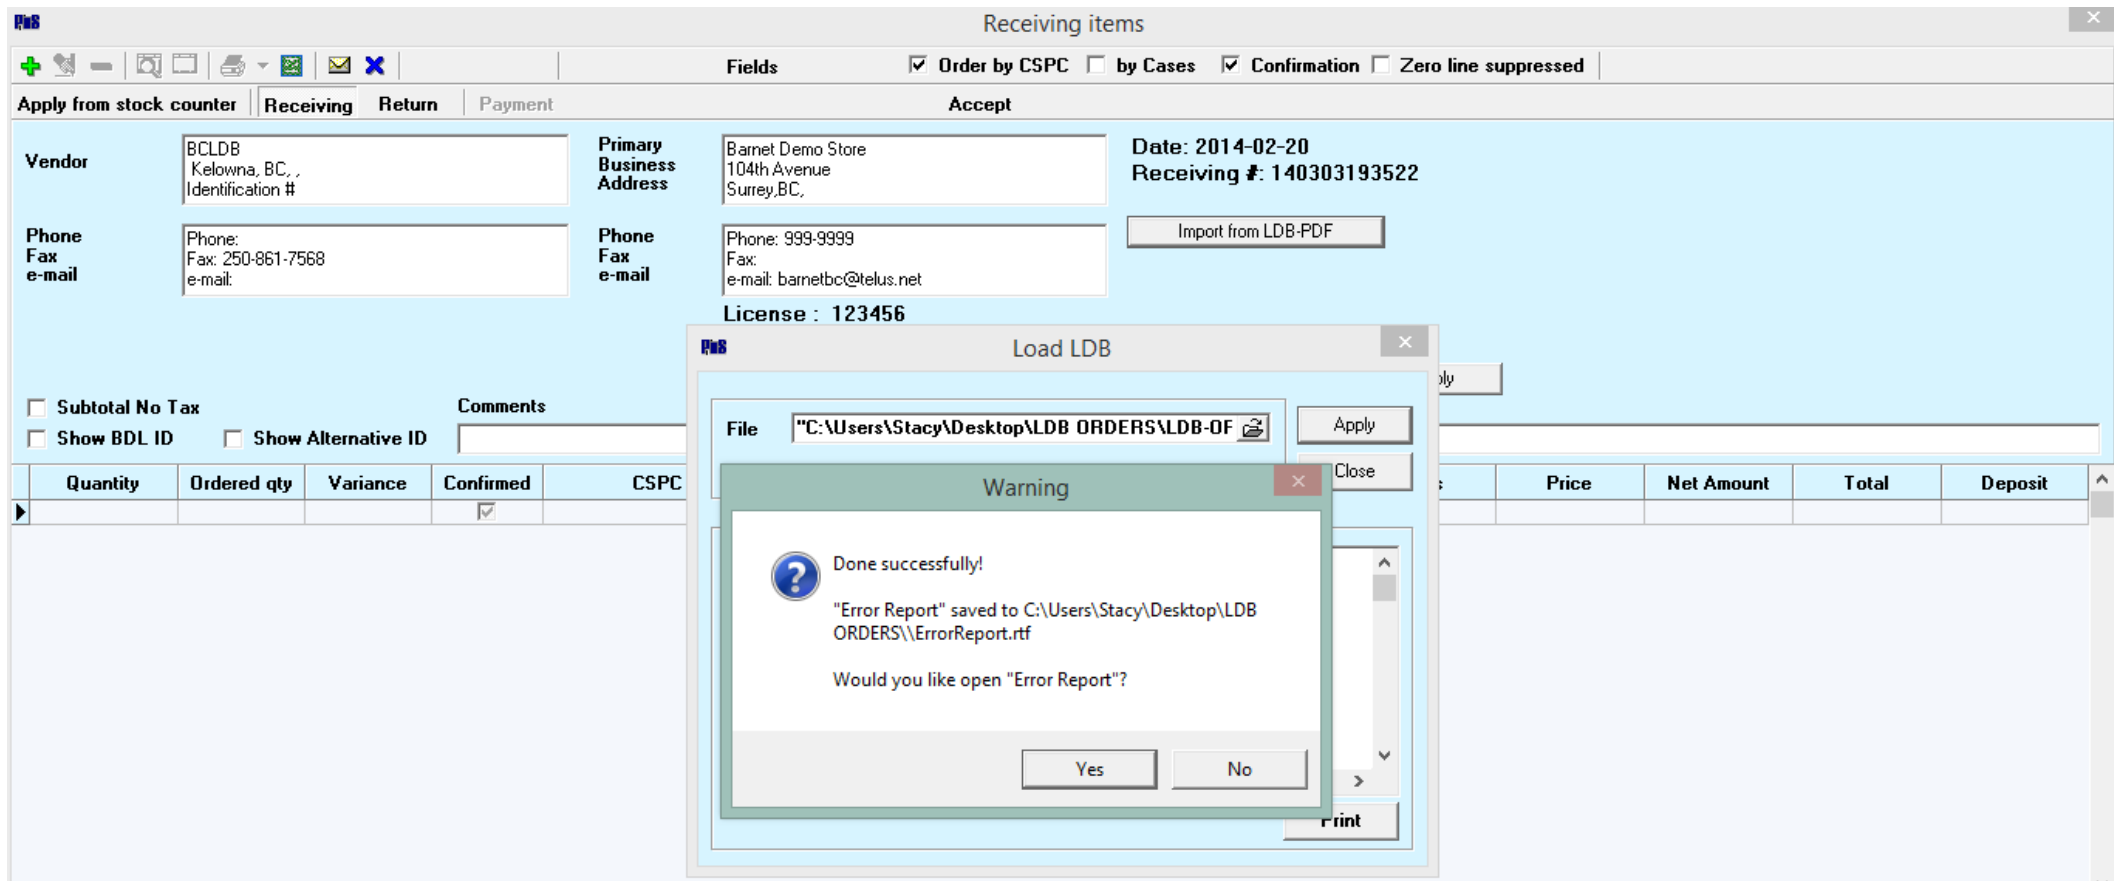 Receiving items
Fields
Order by CSPC
by Cases
Confirmation
Zero line suppressed
Apply from stock counter
Receiving
Return
Payment
Accept
Vendor
BCLDB
Kelowna, BC, ,
Identification #
Primary
Business
Address
Barnet Demo Store
104th Avenue
Surrey,BC,
Date: 2014-02-20
Receiving #: 140303193522
Phone
Fax
e-mail
Phone:
Fax: 250-861-7568
e-mail:
Phone
Fax
e-mail
Phone: 999-9999
Fax:
e-mail: barnetbc@telus.net
Import from LDB-PDF
License : 123456
Load LDB
Subtotal No Tax
Comments
Show BDL ID
Show Alternative ID
File
"C:\Users\Stacy\Desktop\LDB ORDERS\LDB-OF
Apply
Close
Quantity
Ordered qty
Variance
Confirmed
CSPC
Price
Net Amount
Total
Deposit
Warning
Done successfully!
"Error Report" saved to C:\Users\Stacy\Desktop\LDB
ORDERS\\ErrorReport.rtf
Would you like open "Error Report"?
Yes
No
Print